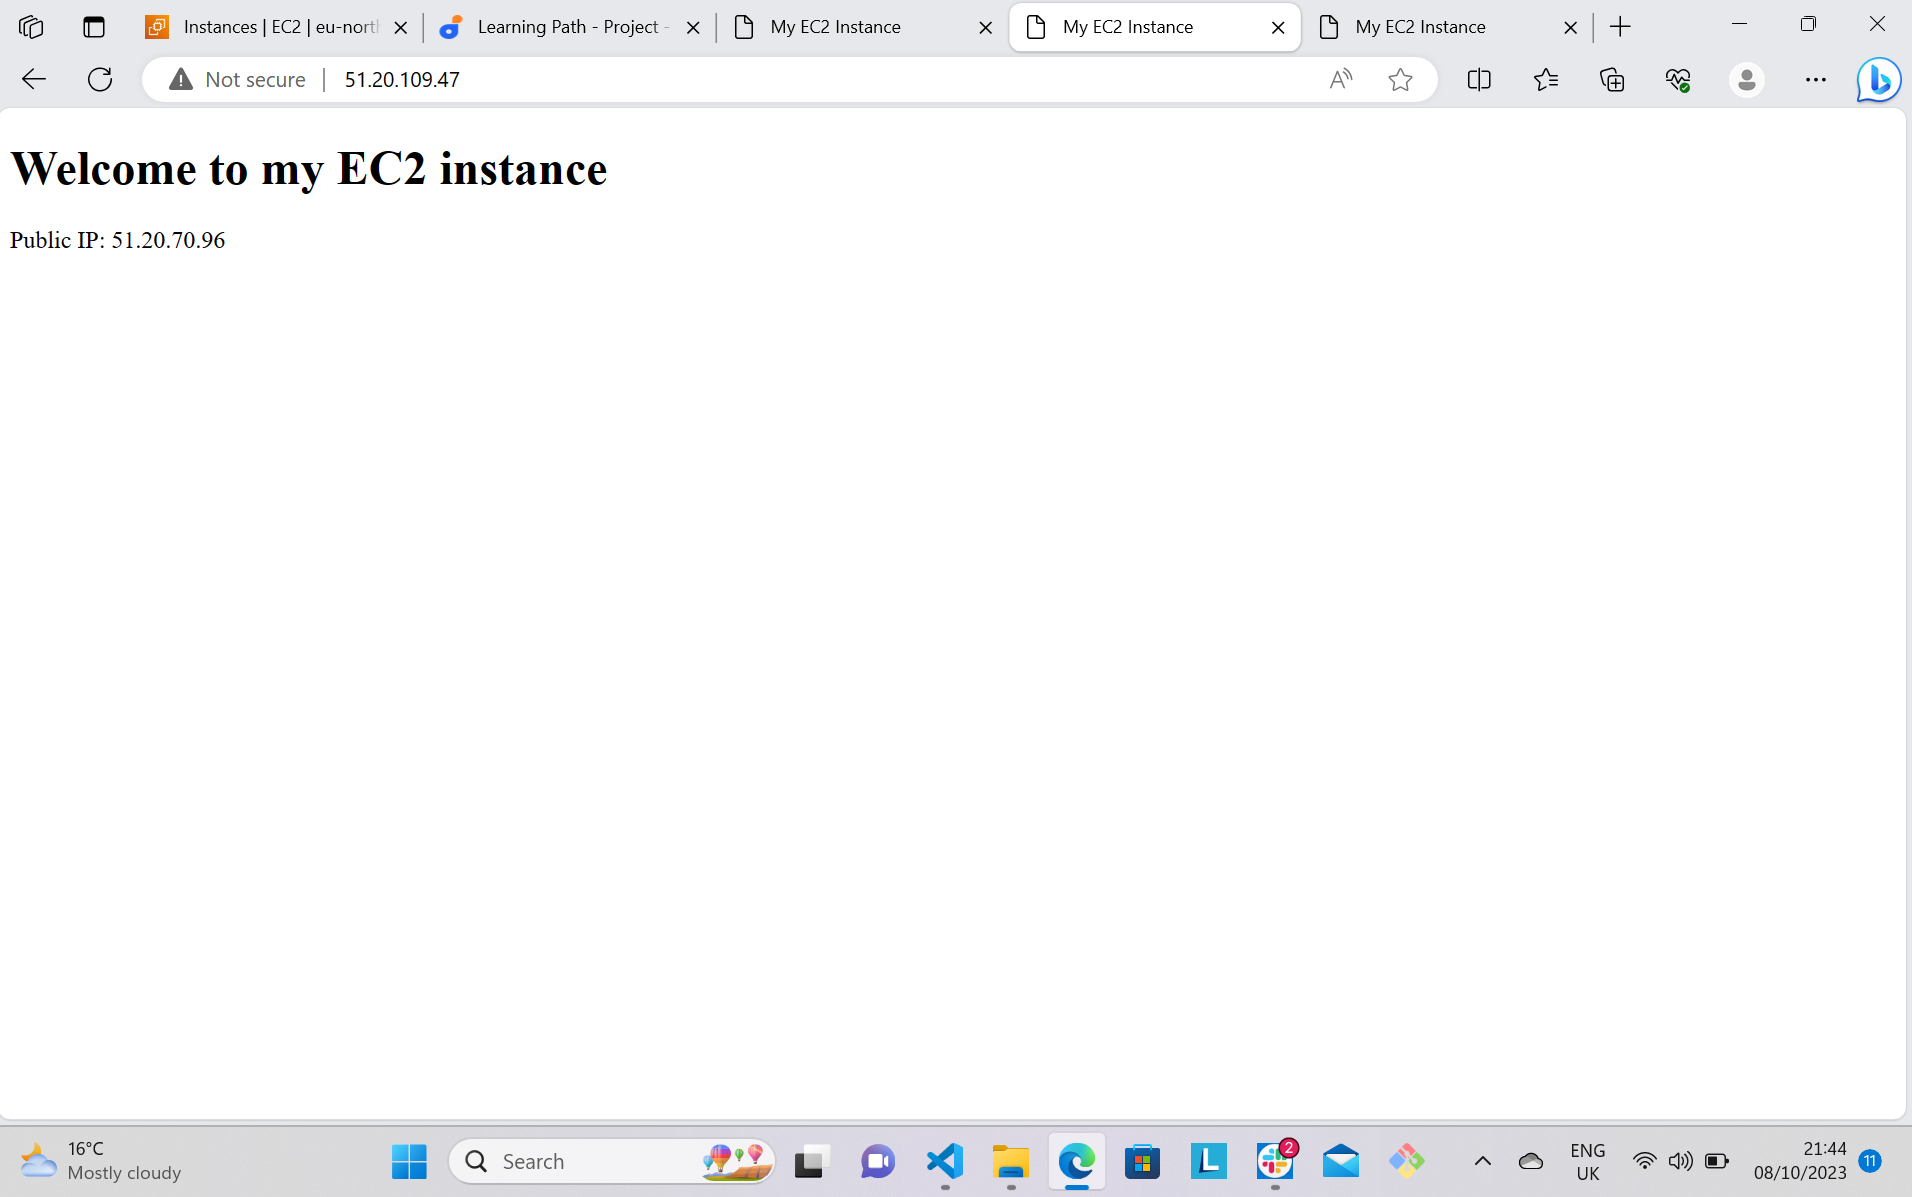 Instances | EC2 | eu-nort
Learning Path - Project -
My EC2 Instance
My EC2 Instance
My EC2 Instance
Not secure
51.20.109.47
Welcome to my EC2 instance
Public IP: 51.20.70.96
16°C
Mostly cloudy
Search
2
ENG
UK
21:44
08/10/2023
11